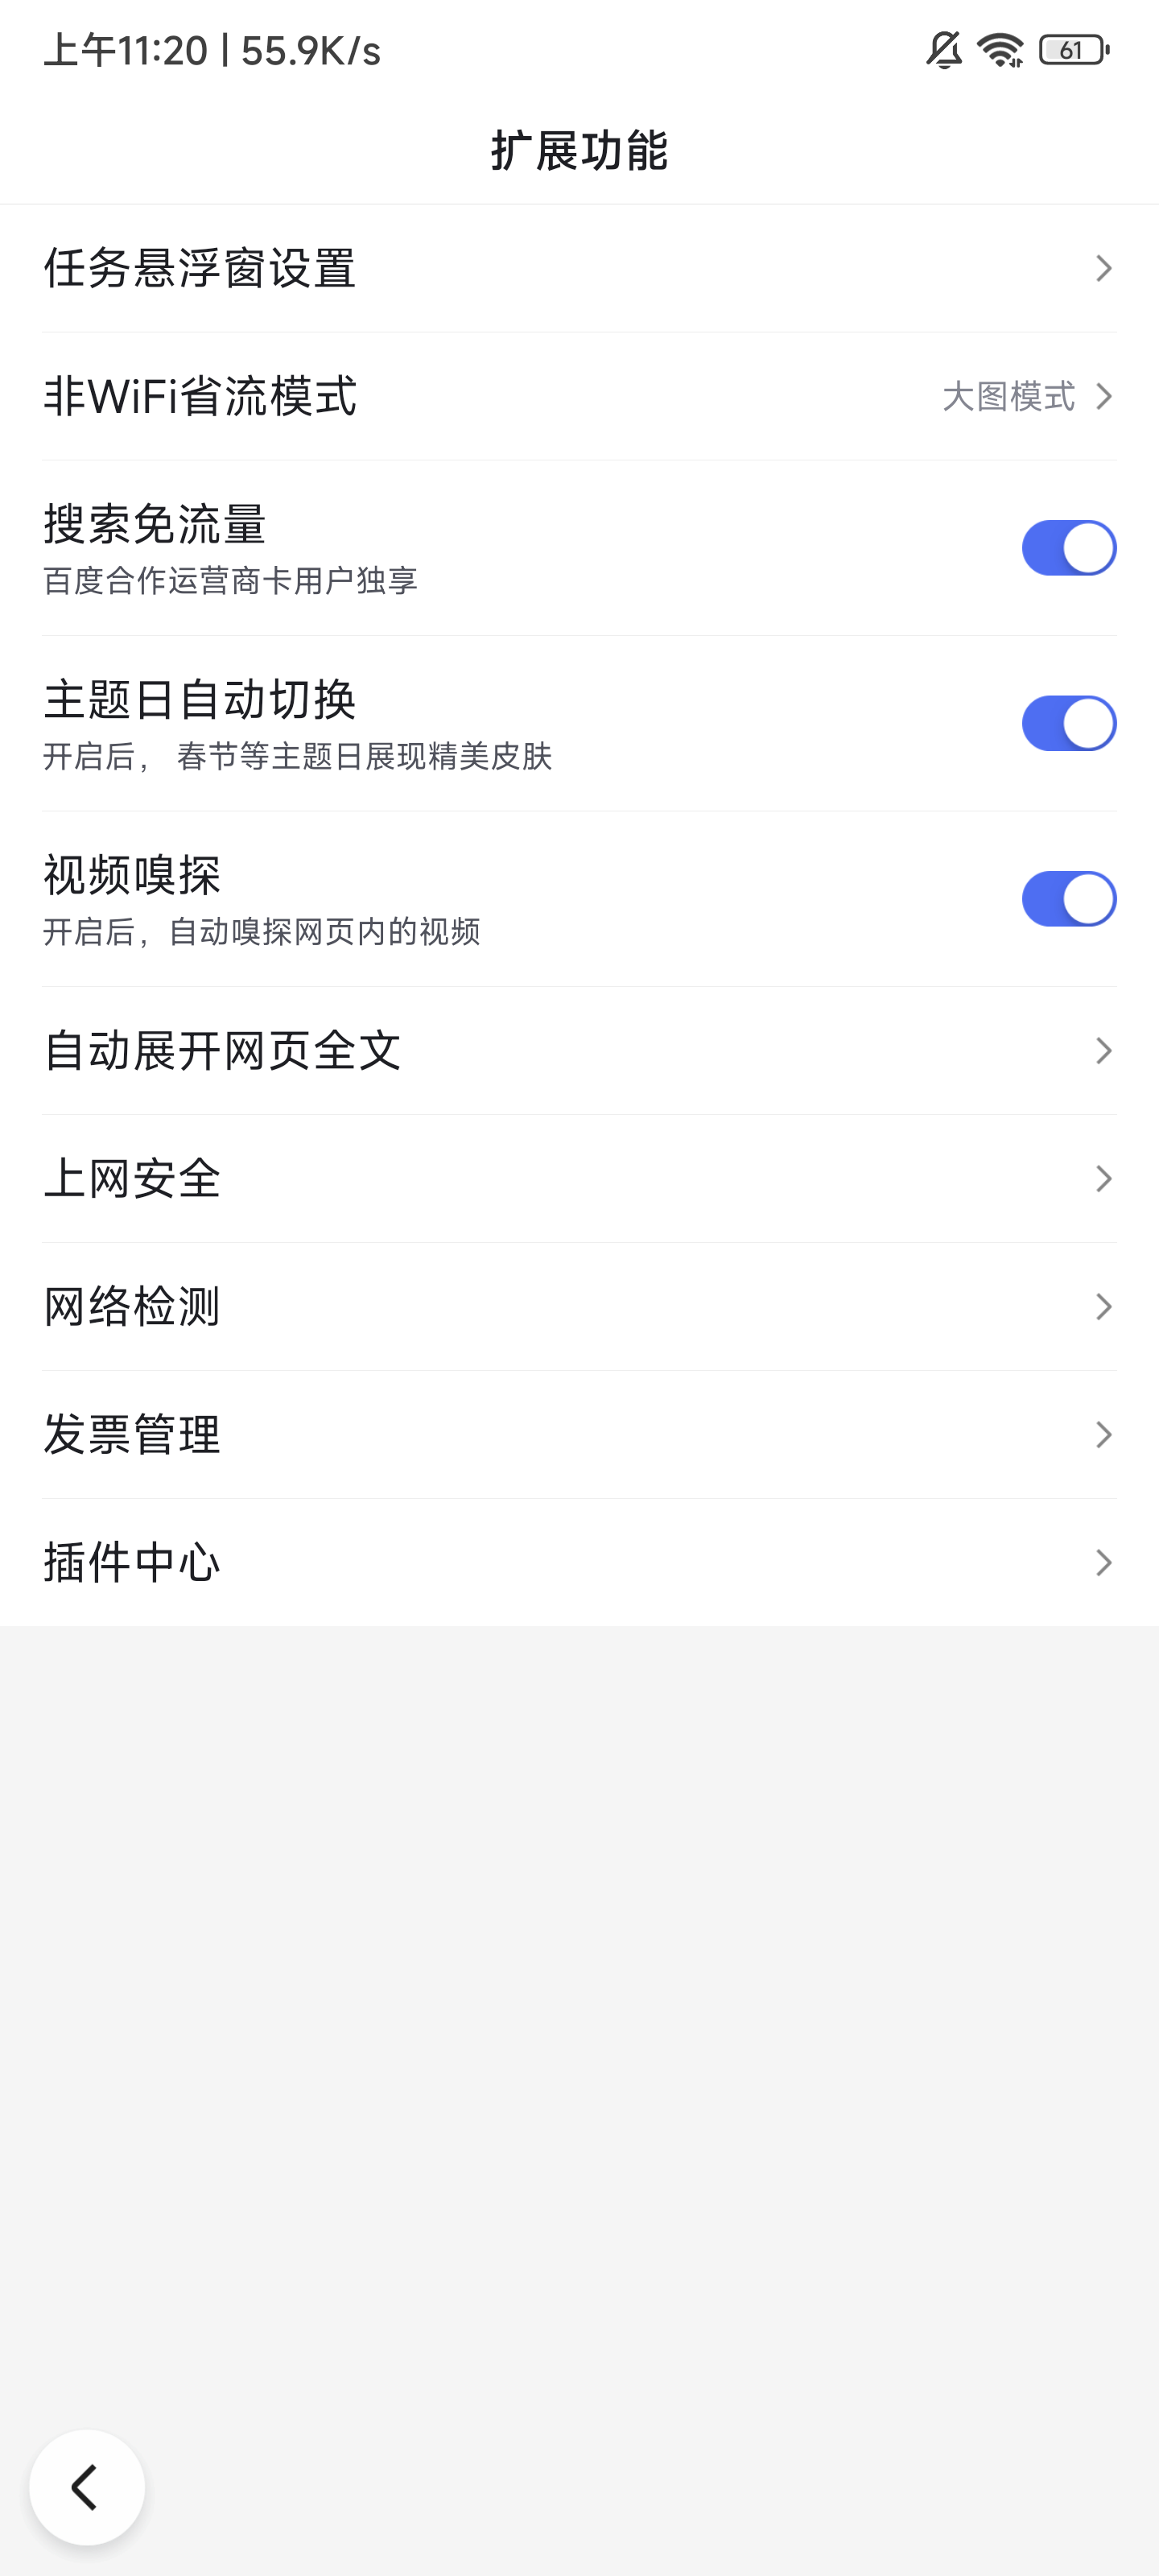 上午11:20 | 55.9K/s
61
扩展功能
任务悬浮窗设置
非WiFi省流模式
大图模式
搜索免流量
百度合作运营商卡用户独享
主题日自动切换
开启后， 春节等主题日展现精美皮肤
视频嗅探
开启后，自动嗅探网页内的视频
自动展开网页全文
上网安全
网络检测
发票管理
插件中心